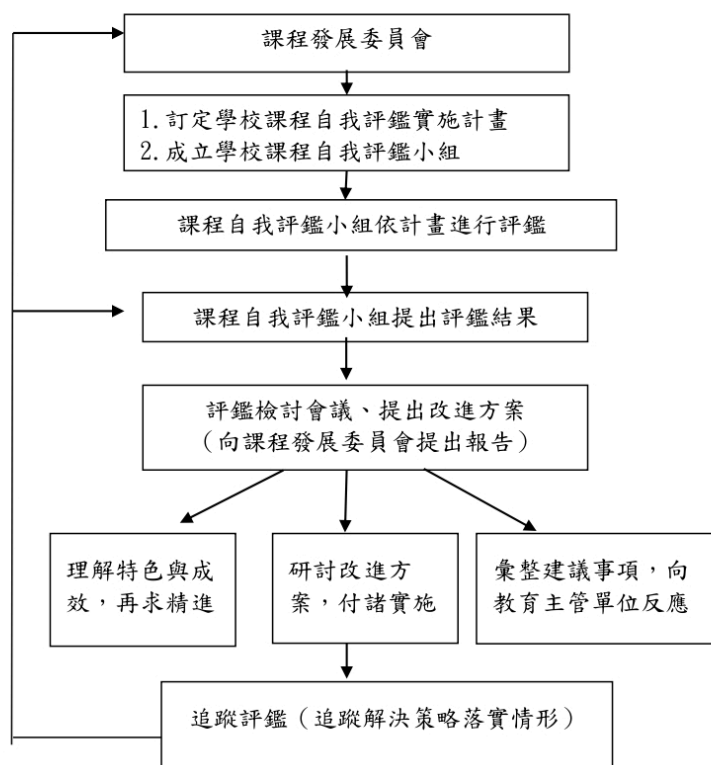 課程發展委員會
1.訂定學校課程自我評鑑實施計畫
2.成立學校課程自我評鑑小組
課程自我評鑑小組依計畫進行評鑑
課程自我評鑑小組提出評鑑結果
評鑑檢討會議、提出改進方案
（向課程發展委員會提出報告）
理解特色與成
效，再求精進
研討改進方
案，付諸實施
彙整建議事項，向
教育主管單位反應
追蹤評鑑（追蹤解決策略落實情形）